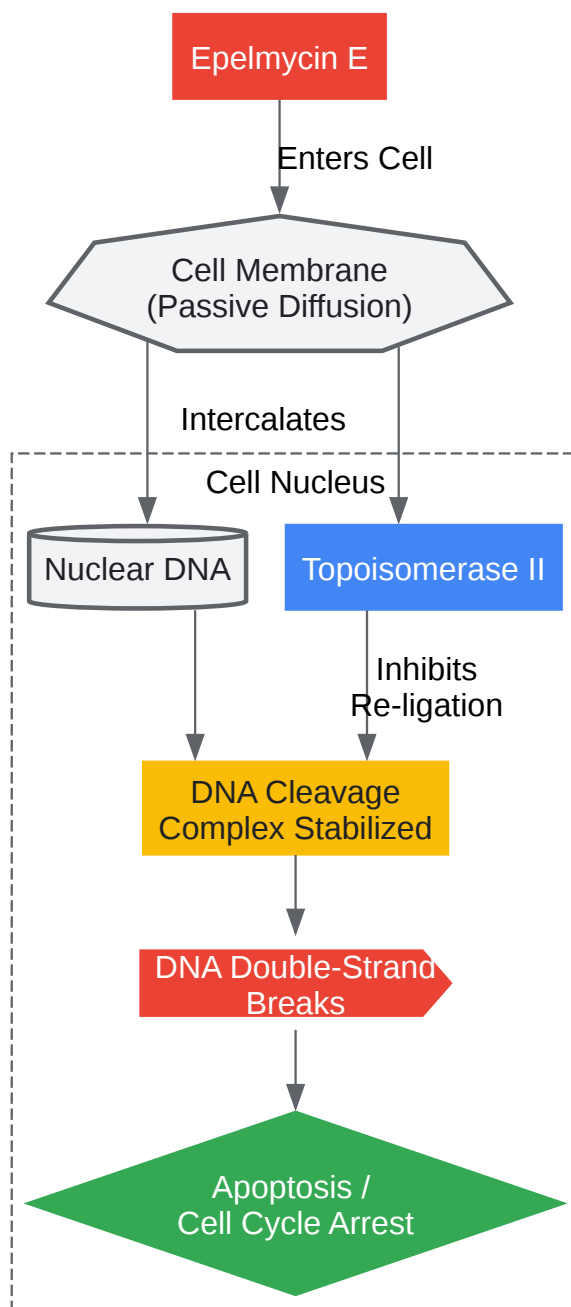 Epelmycin E
Enters Cell
Cell Membrane
(Passive Diffusion)
Intercalates
Cell Nucleus
Nuclear DNA
Topoisomerase II
Inhibits
Re-ligation
DNA Cleavage
Complex Stabilized
DNA Double-Strand
Breaks
Apoptosis /
Cell Cycle Arrest